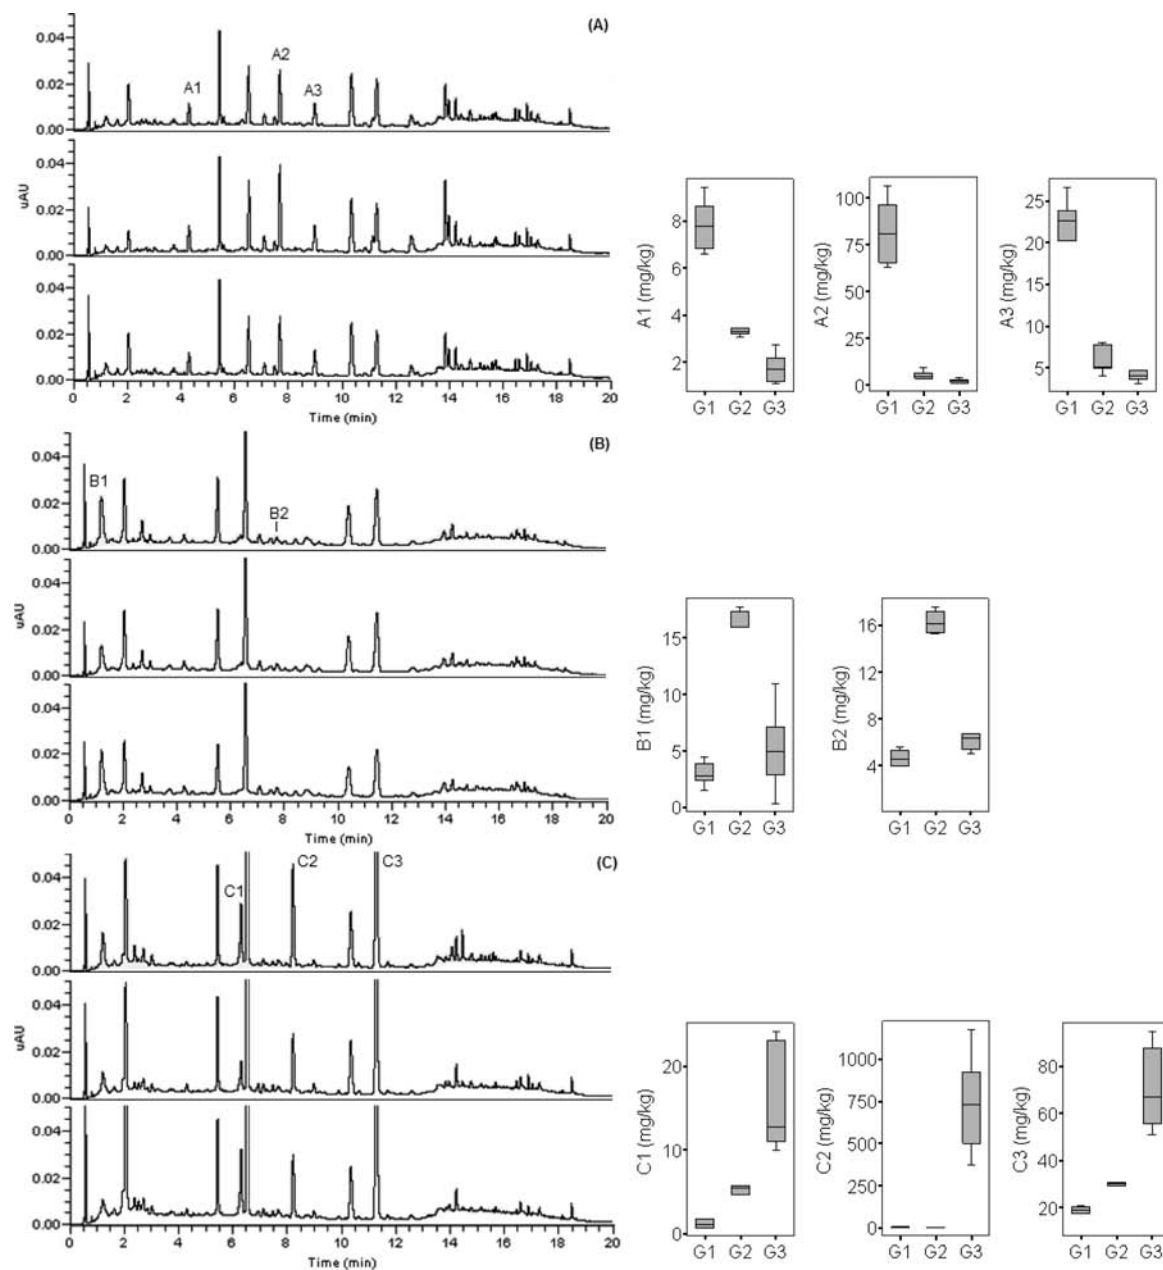 (A)
0.04
0.02
0.00
A1
A2
A3
0.04
0.02
0.00
uAU
0.04
0.02
0.00
0 2 4 6 8 10 12 14 16 18 20
Time (min)
A1 (mg/kg)
8
6
4
2
G1 G2 G3
A2 (mg/kg)
100
75
50
25
0
G1 G2 G3
A3 (mg/kg)
25
20
15
10
5
G1 G2 G3
(B)
0.04
0.02
0.00
B1
B2
0.04
0.02
0.00
uAU
0.04
0.02
0.00
0 2 4 6 8 10 12 14 16 18 20
Time (min)
B1 (mg/kg)
15
10
5
0
G1 G2 G3
B2 (mg/kg)
16
12
8
4
G1 G2 G3
(C)
0.04
0.02
0.00
C1
C2
C3
0.04
0.02
0.00
uAU
0.04
0.02
0.00
0 2 4 6 8 10 12 14 16 18 20
Time (min)
C1 (mg/kg)
20
10
0
G1 G2 G3
C2 (mg/kg)
1000
750
500
250
0
G1 G2 G3
C3 (mg/kg)
80
60
40
20
G1 G2 G3